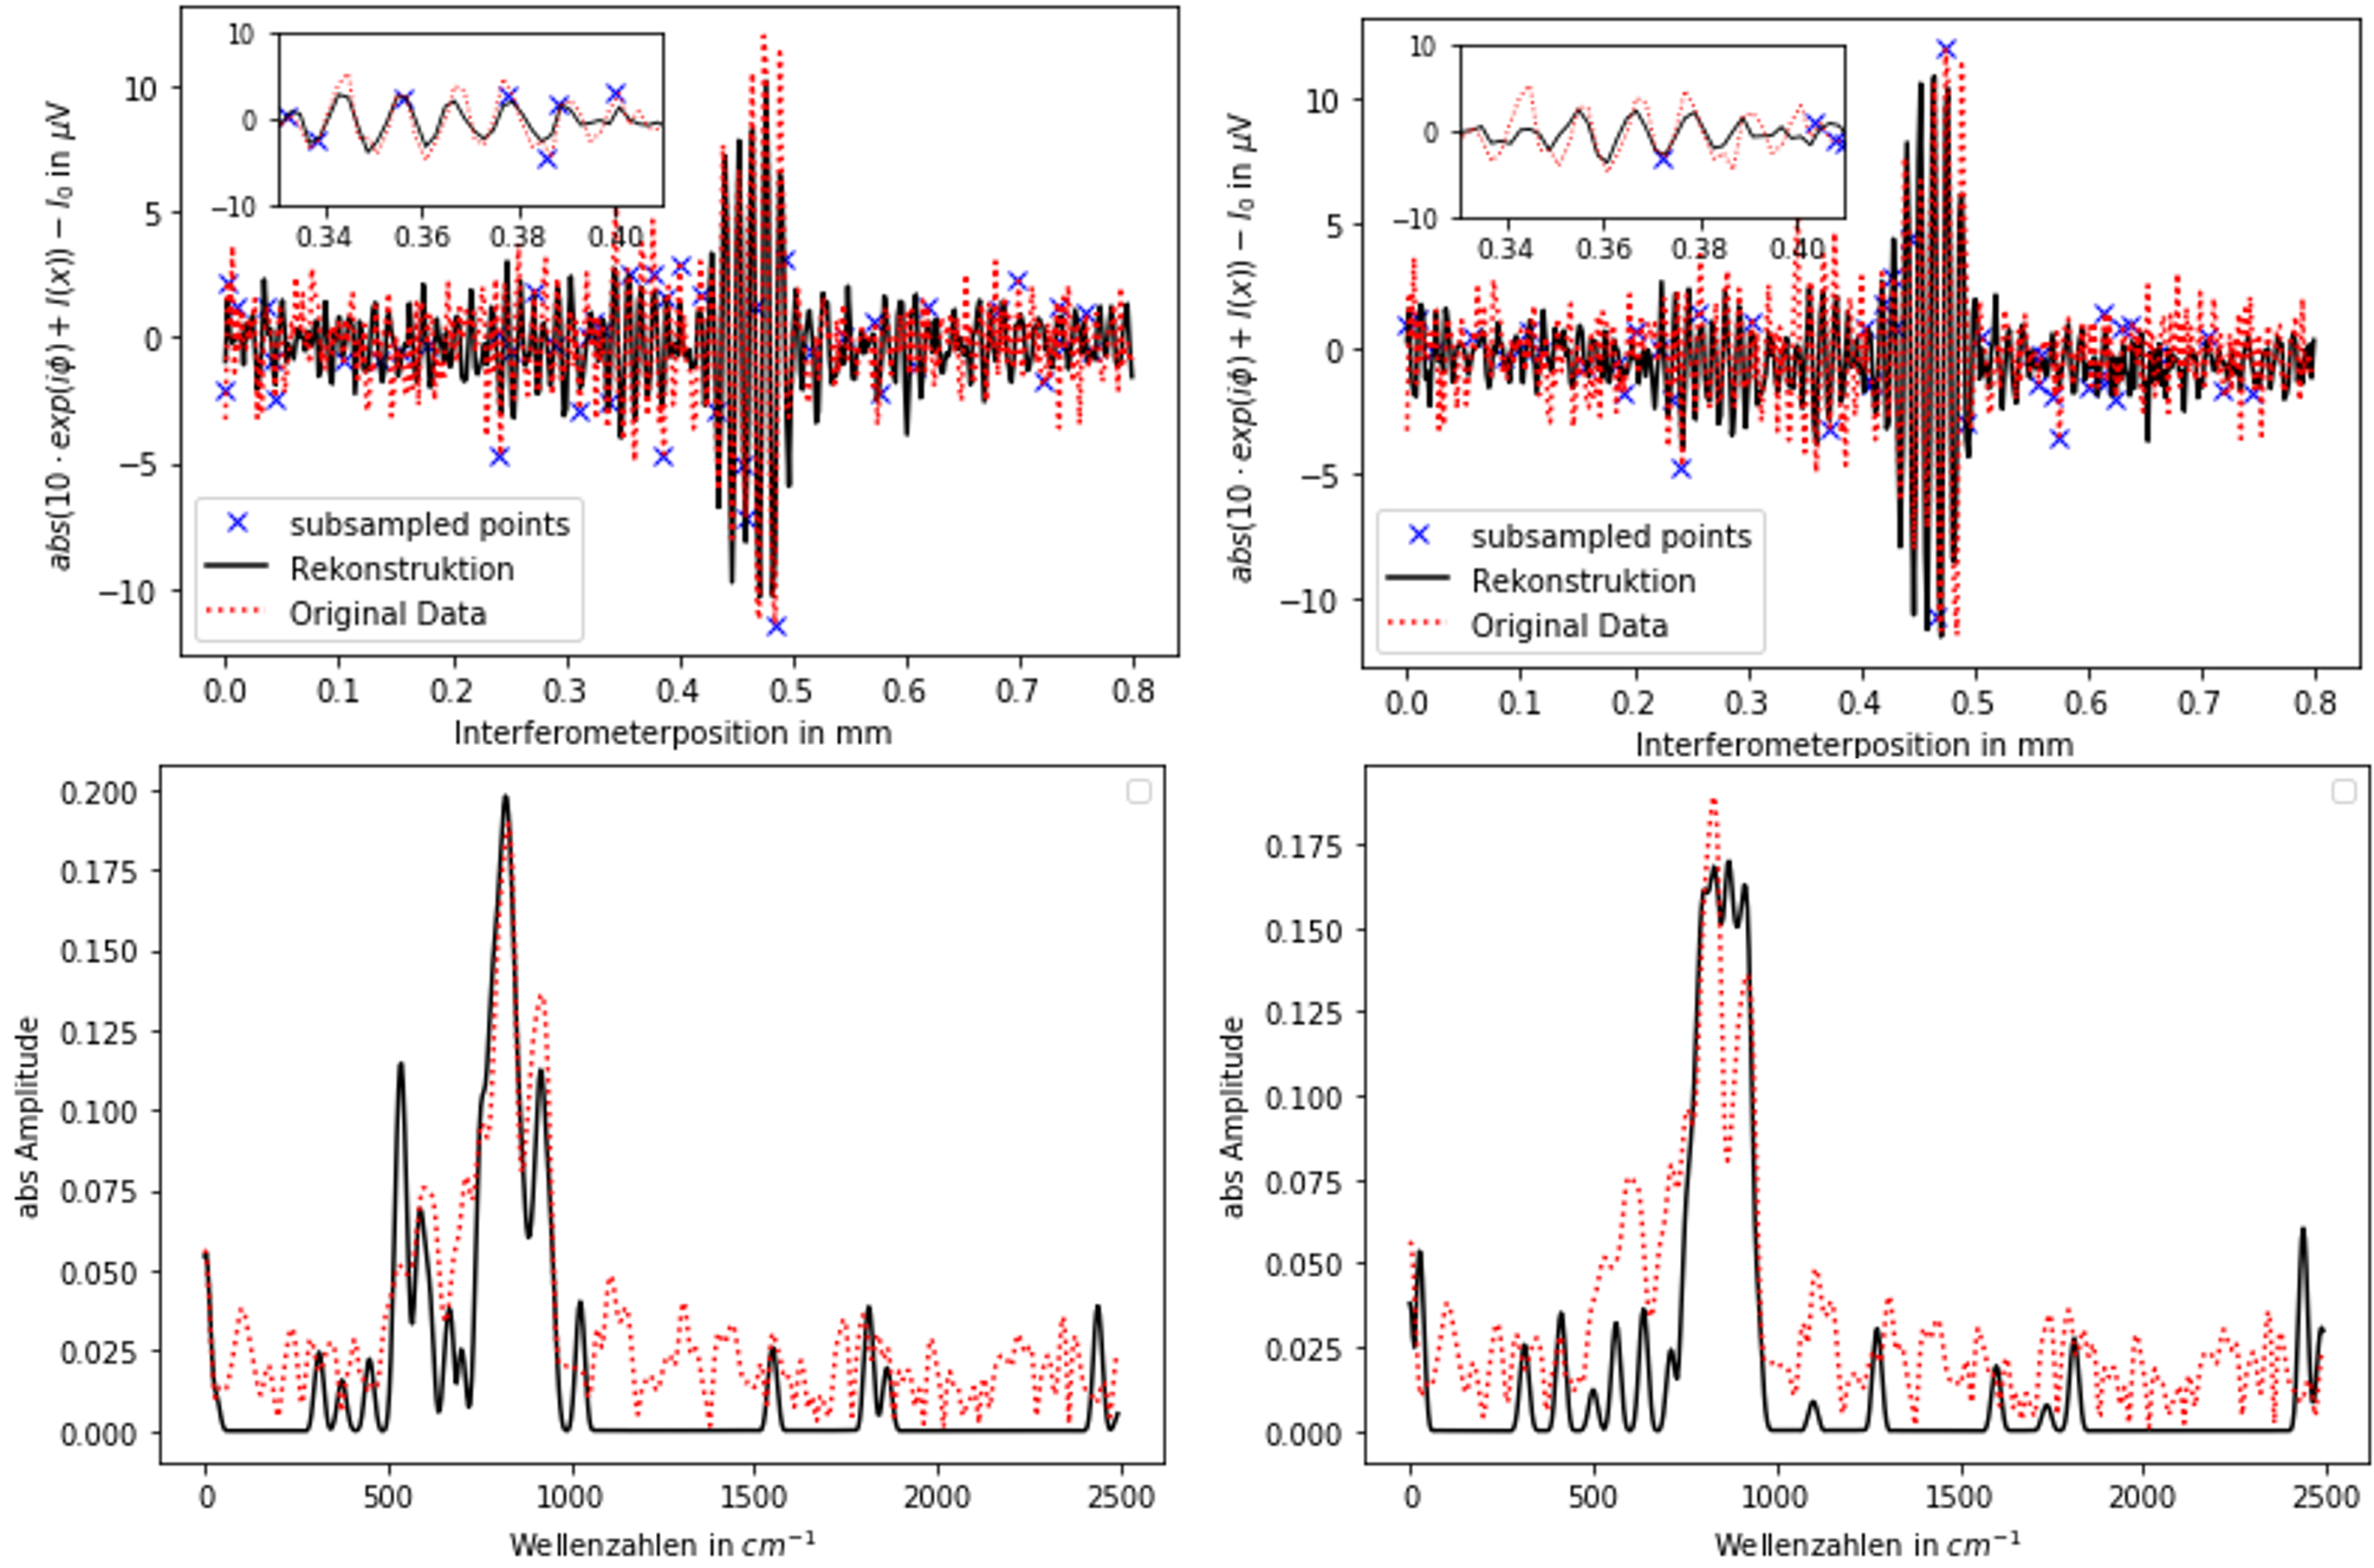 abs(10 · exp(iϕ) + I(x)) − I₀ in μV
10
5
0
−5
−10
10
0
−10
0.34 0.36 0.38 0.40
subsampled points
Rekonstruktion
Original Data
0.0 0.1 0.2 0.3 0.4 0.5 0.6 0.7 0.8
Interferometerposition in mm
abs(10 · exp(iϕ) + I(x)) − I₀ in μV
10
5
0
−5
−10
10
0
−10
0.34 0.36 0.38 0.40
subsampled points
Rekonstruktion
Original Data
0.0 0.1 0.2 0.3 0.4 0.5 0.6 0.7 0.8
Interferometerposition in mm
abs Amplitude
0.200
0.175
0.150
0.125
0.100
0.075
0.050
0.025
0.000
0 500 1000 1500 2000 2500
Wellenzahlen in cm⁻¹
abs Amplitude
0.175
0.150
0.125
0.100
0.075
0.050
0.025
0.000
0 500 1000 1500 2000 2500
Wellenzahlen in cm⁻¹